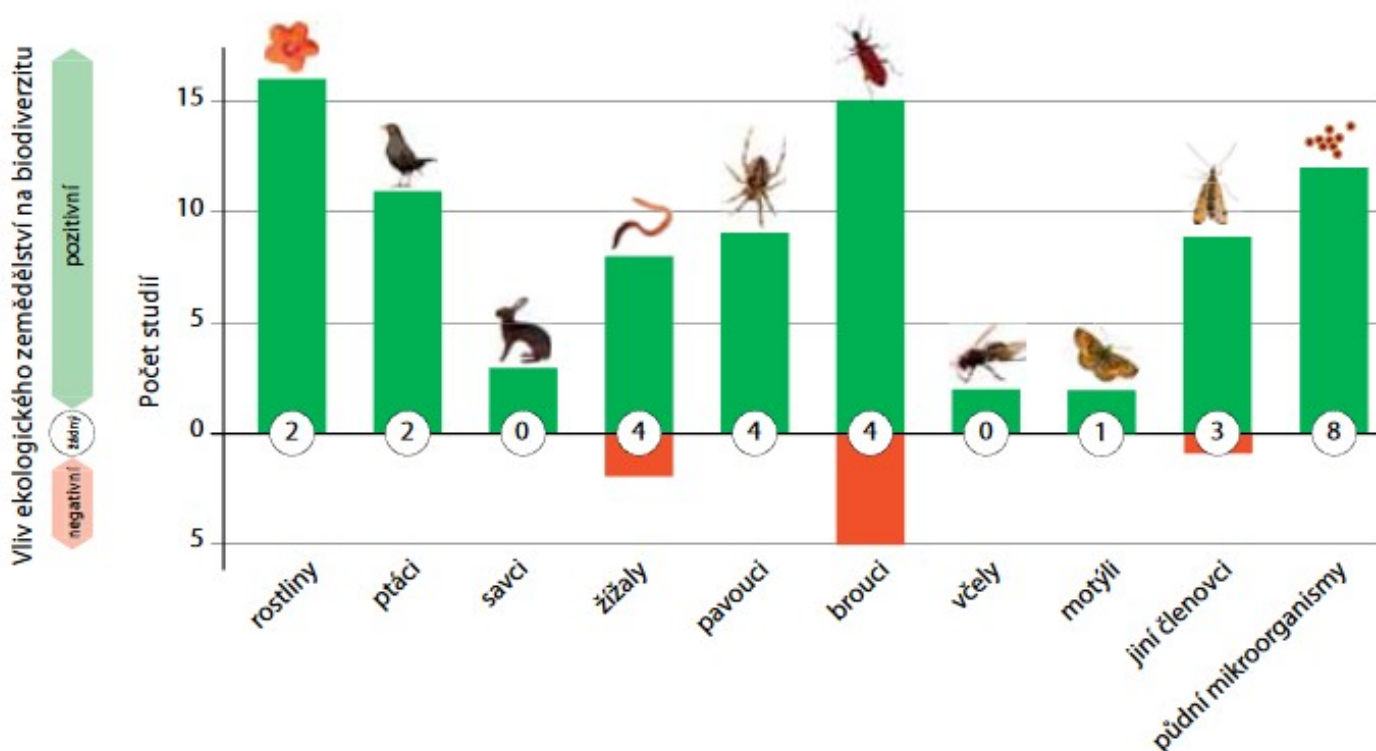 Vliv ekologického zemědělství na biodiverzitu
pozitivní
žádný
negativní
Počet studií
15
10
5
0
5
2
2
0
4
4
4
0
1
3
8
rostliny
ptáci
savci
žížaly
pavouci
brouci
včely
motýli
jiní členovci
půdní mikroorganismy